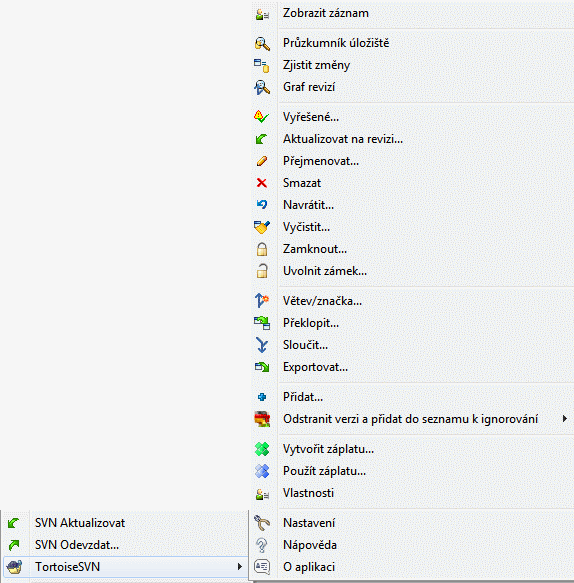 Zobrazit záznam
Průzkumník úložiště
Zjistit změny
Graf revizí
Vyřešené...
Aktualizovat na revizi...
Přejmenovat...
Smazat
Navrátit...
Vyčistit...
Zamknout...
Uvolnit zámek...
Větev/značka...
Překlopit...
Sloučit...
Exportovat...
Přidat...
Odstranit verzi a přidat do seznamu k ignorování
Vytvořit záplatu...
Použít záplatu...
Vlastnosti
Nastavení
Nápověda
O aplikaci
SVN Aktualizovat
SVN Odevzdat...
TortoiseSVN